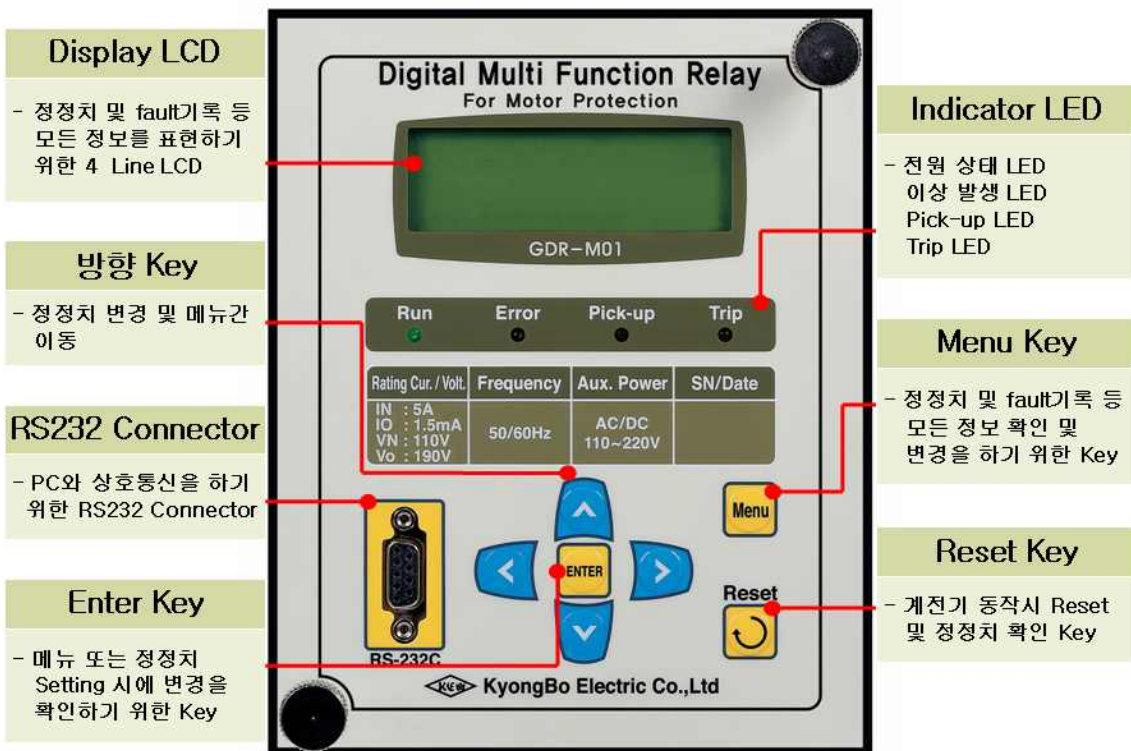 Display LCD
- 정정치 및 fault기록 등
모든 정보를 표현하기
위한 4 Line LCD
방향 Key
- 정정치 변경 및 메뉴간
이동
RS232 Connector
- PC와 상호통신을 하기
위한 RS232 Connector
Enter Key
- 메뉴 또는 정정치
Setting 시에 변경을
확인하기 위한 Key
Digital Multi Function Relay
For Motor Protection
GDR-M01
Run Error Pick-up Trip
Rating Cur. / Volt. Frequency Aux. Power SN/Date
IN : 5A
IO : 1.5mA
VN : 110V
Vo : 190V
50/60Hz
AC/DC
110~220V
Menu
ENTER
Reset
RS-232C
KEW KyongBo Electric Co.,Ltd
Indicator LED
- 전원 상태 LED
이상 발생 LED
Pick-up LED
Trip LED
Menu Key
- 정정치 및 fault기록 등
모든 정보 확인 및
변경을 하기 위한 Key
Reset Key
- 계전기 동작시 Reset
및 정정치 확인 Key